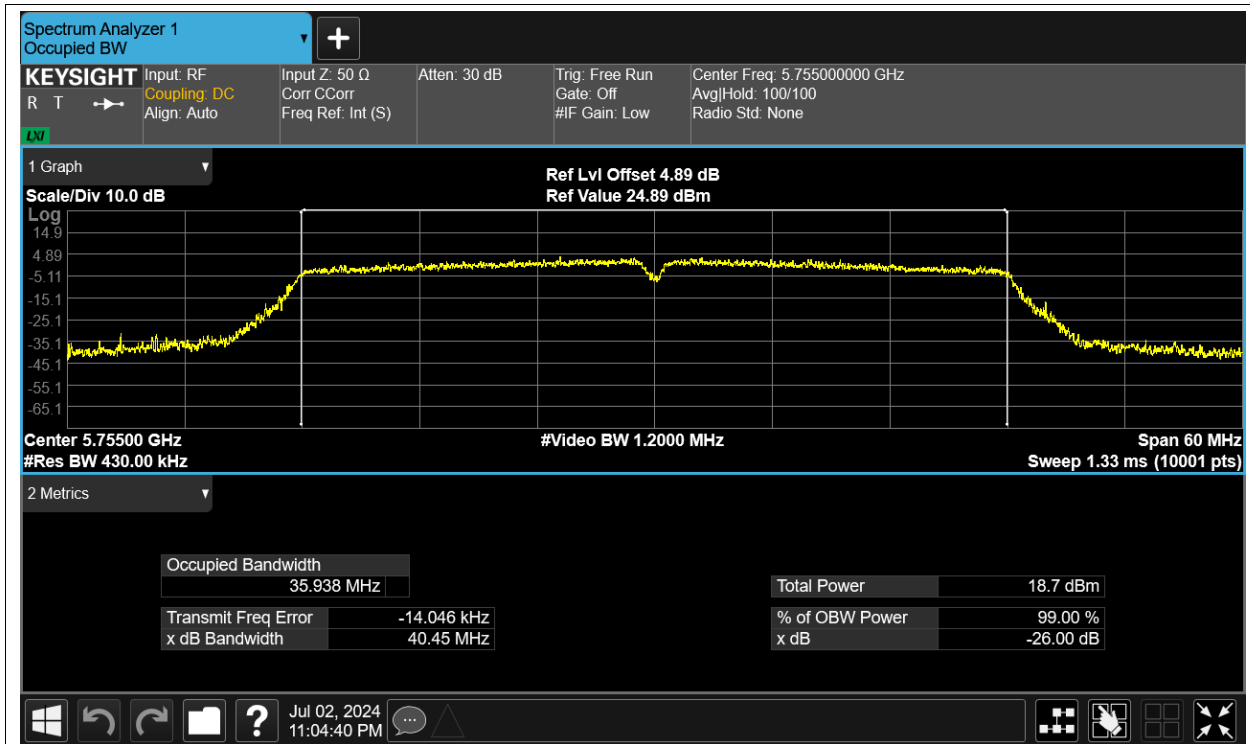 Spectrum Analyzer 1
Occupied BW
KEYSIGHT
R T
LXI
Input: RF
Coupling: DC
Align: Auto
Input Z: 50 Ω
Corr CCorr
Freq Ref: Int (S)
Atten: 30 dB
Trig: Free Run
Gate: Off
#IF Gain: Low
Center Freq: 5.755000000 GHz
Avg|Hold: 100/100
Radio Std: None
1 Graph
Scale/Div 10.0 dB
Ref Lvl Offset 4.89 dB
Ref Value 24.89 dBm
Log
14.9
4.89
-5.11
-15.1
-25.1
-35.1
-45.1
-55.1
-65.1
Center 5.75500 GHz
#Res BW 430.00 kHz
#Video BW 1.2000 MHz
Span 60 MHz
Sweep 1.33 ms (10001 pts)
2 Metrics
Occupied Bandwidth
35.938 MHz
Transmit Freq Error -14.046 kHz
x dB Bandwidth 40.45 MHz
Total Power 18.7 dBm
% of OBW Power 99.00 %
x dB -26.00 dB
?
Jul 02, 2024
11:04:40 PM